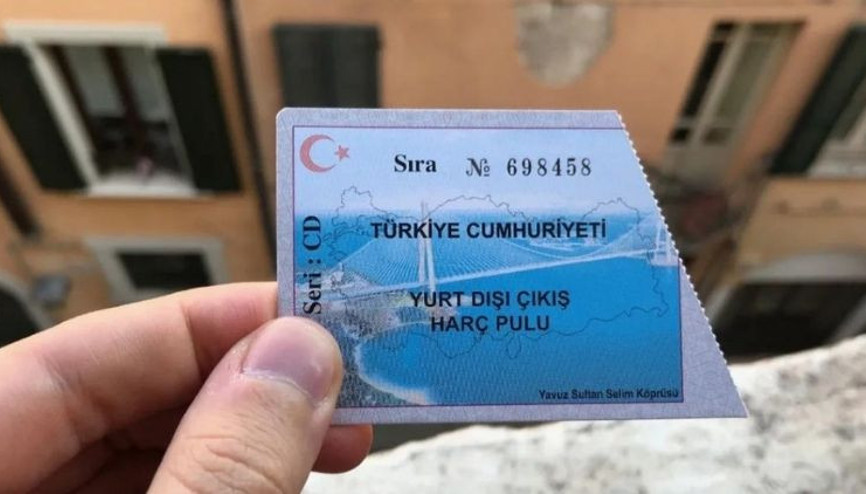 Sıra № 698458
Seri : CD
TÜRKİYE CUMHURİYETİ
YURT DIŞI ÇIKIŞ
HARÇ PULU
Yavuz Sultan Selim Köprüsü